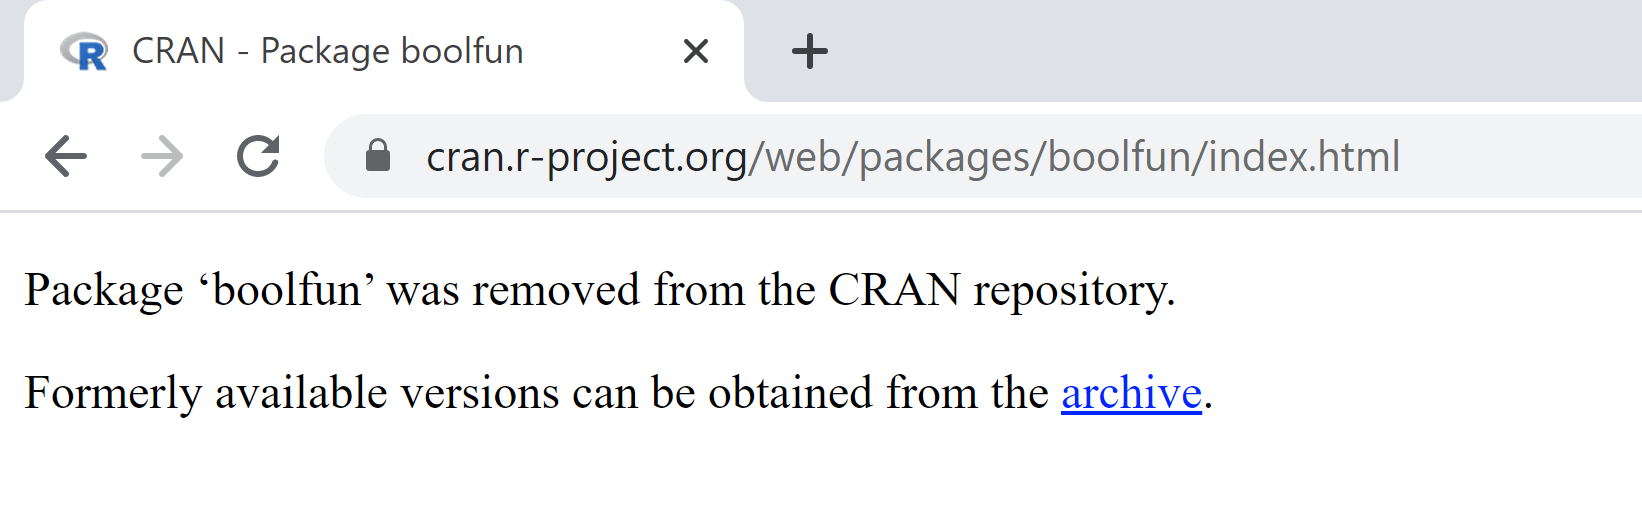 R CRAN - Package boolfun
cran.r-project.org/web/packages/boolfun/index.html
Package ‘boolfun’ was removed from the CRAN repository.
Formerly available versions can be obtained from the archive.